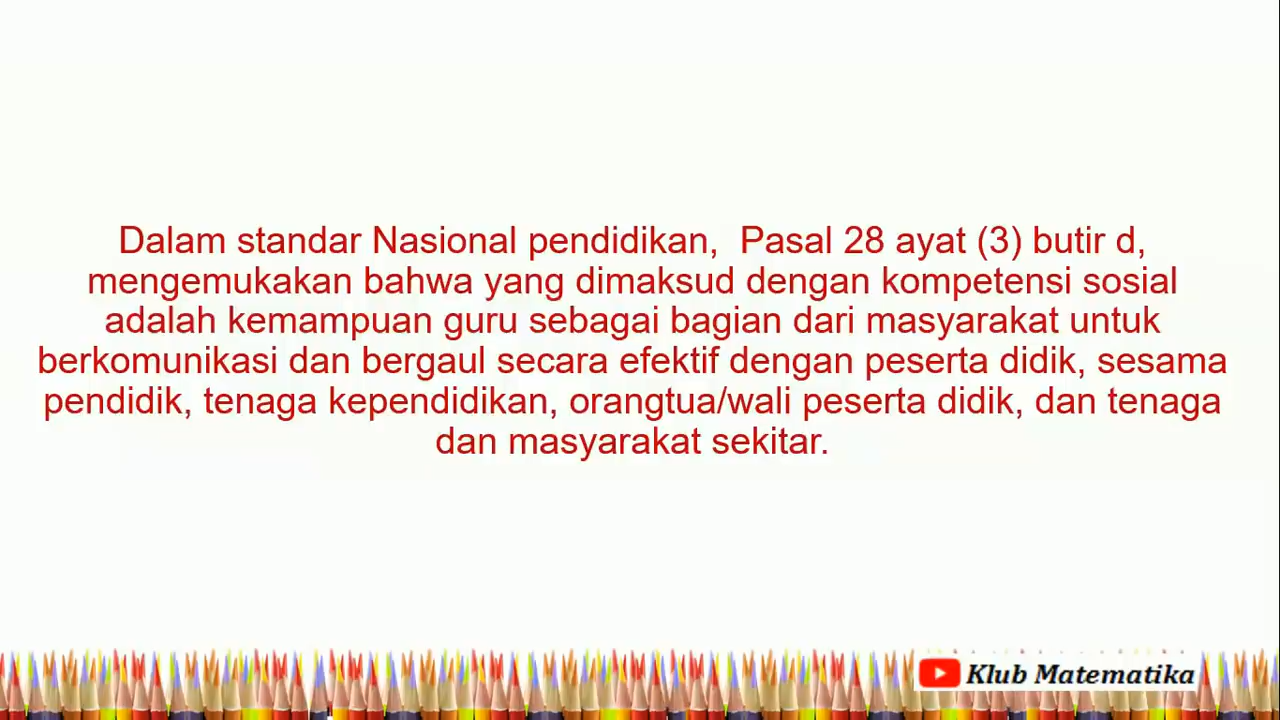 Dalam standar Nasional pendidikan,  Pasal 28 ayat (3) butir d,
mengemukakan bahwa yang dimaksud dengan kompetensi sosial
adalah kemampuan guru sebagai bagian dari masyarakat untuk
berkomunikasi dan bergaul secara efektif dengan peserta didik, sesama
pendidik, tenaga kependidikan, orangtua/wali peserta didik, dan tenaga
dan masyarakat sekitar.
Klub Matematika